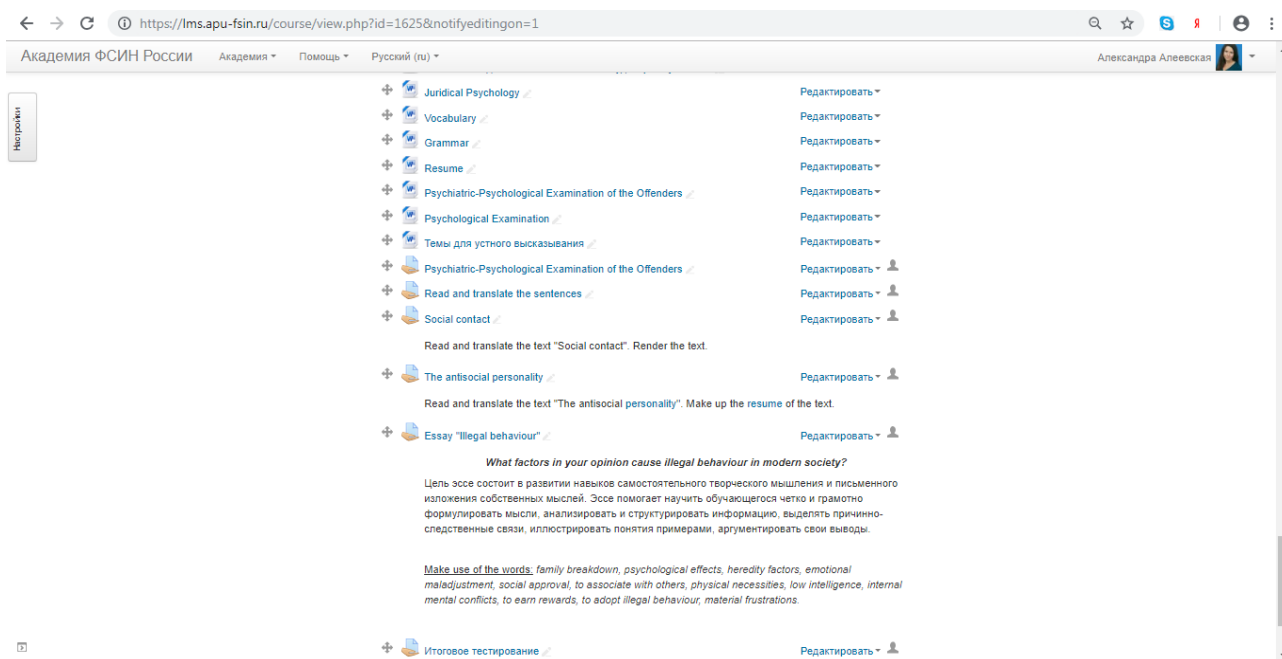 https://lms.apu-fsin.ru/course/view.php?id=1625&notifyeditingon=1
Академия ФСИН России Академия Помощь Русский (ru) Александра Алеевская
Настройки
Juridical Psychology Редактировать
Vocabulary Редактировать
Grammar Редактировать
Resume Редактировать
Psychiatric-Psychological Examination of the Offenders Редактировать
Psychological Examination Редактировать
Темы для устного высказывания Редактировать
Psychiatric-Psychological Examination of the Offenders Редактировать
Read and translate the sentences Редактировать
Social contact Редактировать
Read and translate the text "Social contact". Render the text.
The antisocial personality Редактировать
Read and translate the text "The antisocial personality". Make up the resume of the text.
Essay "Illegal behaviour" Редактировать
What factors in your opinion cause illegal behaviour in modern society?
Цель эссе состоит в развитии навыков самостоятельного творческого мышления и письменного
изложения собственных мыслей. Эссе помогает научить обучающегося четко и грамотно
формулировать мысли, анализировать и структурировать информацию, выделять причинно-
следственные связи, иллюстрировать понятия примерами, аргументировать свои выводы.
Make use of the words: family breakdown, psychological effects, heredity factors, emotional
maladjustment, social approval, to associate with others, physical necessities, low intelligence, internal
mental conflicts, to earn rewards, to adopt illegal behaviour, material frustrations.
Итоговое тестирование Редактировать